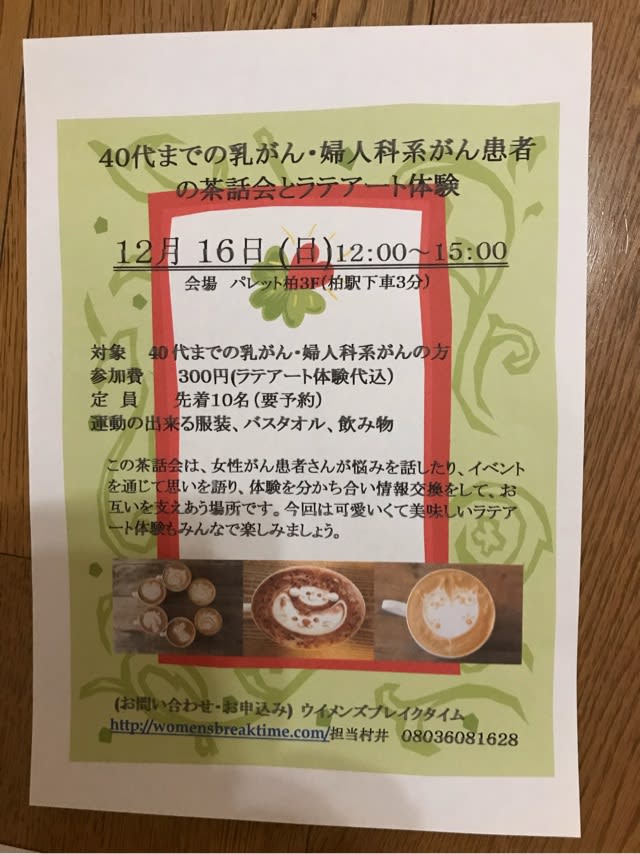 40代までの乳がん・婦人科系がん患者
の茶話会とラテアート体験
12月 16日 (日)12:00～15:00
会場　パレット柏3F(柏駅下車3分)
対象　40代までの乳がん・婦人科系がんの方
参加費　300円(ラテアート体験代込)
定 員　先着10名(要予約)
運動の出来る服装、バスタオル、飲み物
この茶話会は、女性がん患者さんが悩みを話したり、イベント
を通じて思いを語り、体験を分かち合い情報交換をして、お
互いを支えあう場所です。今回は可愛いくて美味しいラテア
ート体験もみんなで楽しみましょう。
(お問い合わせ・お申込み) ウイメンズブレイクタイム
http://womensbreaktime.com/担当村井 08036081628